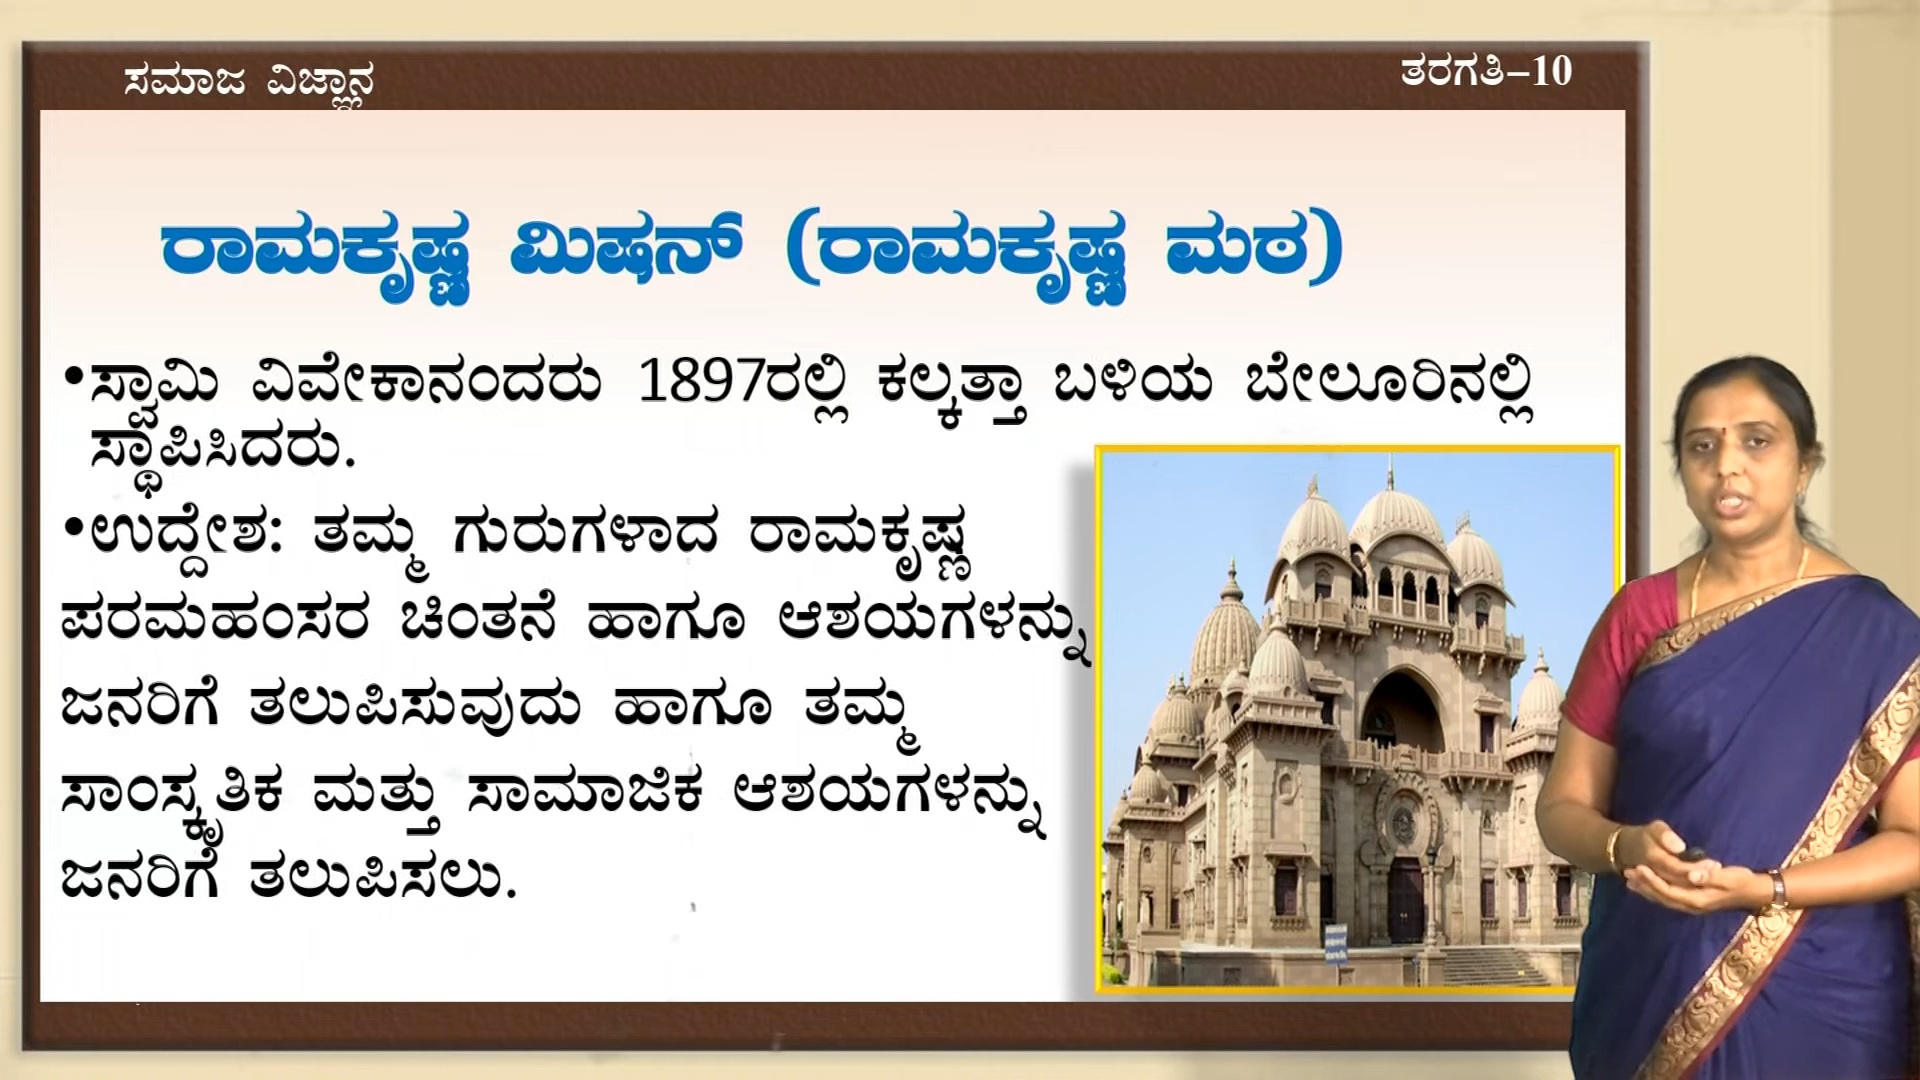 ಸಮಾಜ ವಿಜ್ಞಾನ
ತರಗತಿ–10
ರಾಮಕೃಷ್ಣ ಮಿಷನ್ (ರಾಮಕೃಷ್ಣ ಮಠ)
•ಸ್ವಾಮಿ ವಿವೇಕಾನಂದರು 1897ರಲ್ಲಿ ಕಲ್ಕತ್ತಾ ಬಳಿಯ ಬೇಲೂರಿನಲ್ಲಿ
ಸ್ಥಾಪಿಸಿದರು.
•ಉದ್ದೇಶ: ತಮ್ಮ ಗುರುಗಳಾದ ರಾಮಕೃಷ್ಣ
ಪರಮಹಂಸರ ಚಿಂತನೆ ಹಾಗೂ ಆಶಯಗಳನ್ನು
ಜನರಿಗೆ ತಲುಪಿಸುವುದು ಹಾಗೂ ತಮ್ಮ
ಸಾಂಸ್ಕೃತಿಕ ಮತ್ತು ಸಾಮಾಜಿಕ ಆಶಯಗಳನ್ನು
ಜನರಿಗೆ ತಲುಪಿಸಲು.